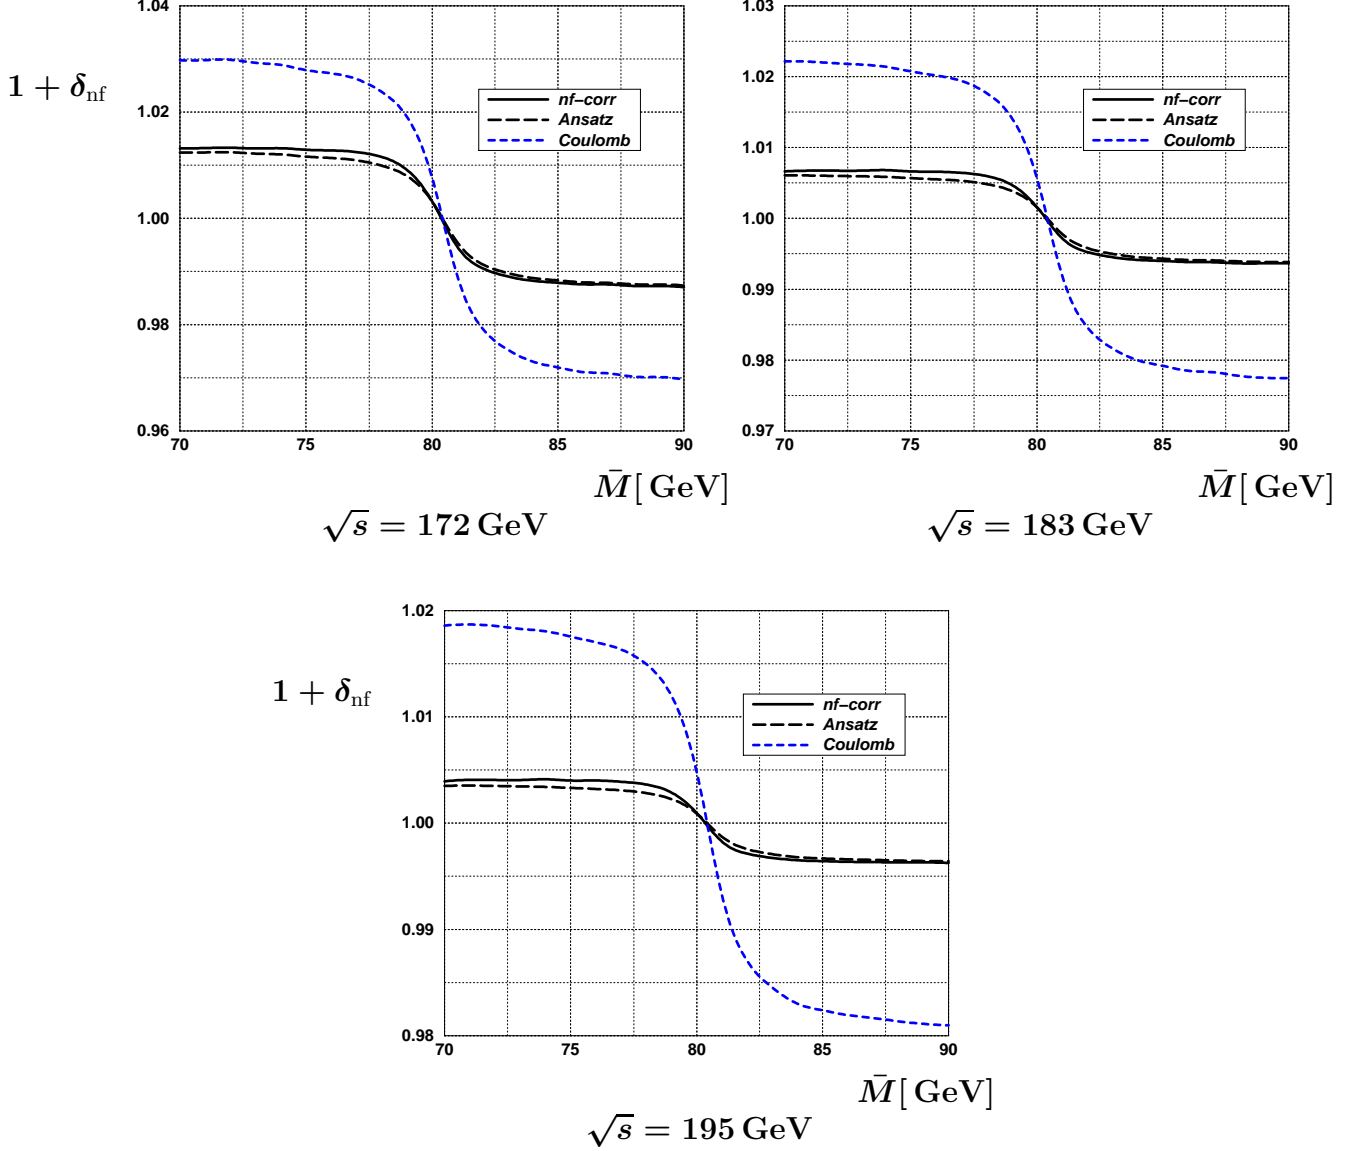 1.04
1.02
1.00
0.98
0.96
1 + δnf
nf–corr
Ansatz
Coulomb
70 75 80 85 90
M̄[ GeV]
√s = 172 GeV
1.03
1.02
1.01
1.00
0.99
0.98
0.97
nf–corr
Ansatz
Coulomb
70 75 80 85 90
M̄[ GeV]
√s = 183 GeV
1.02
1.01
1.00
0.99
0.98
1 + δnf
nf–corr
Ansatz
Coulomb
70 75 80 85 90
M̄[ GeV]
√s = 195 GeV